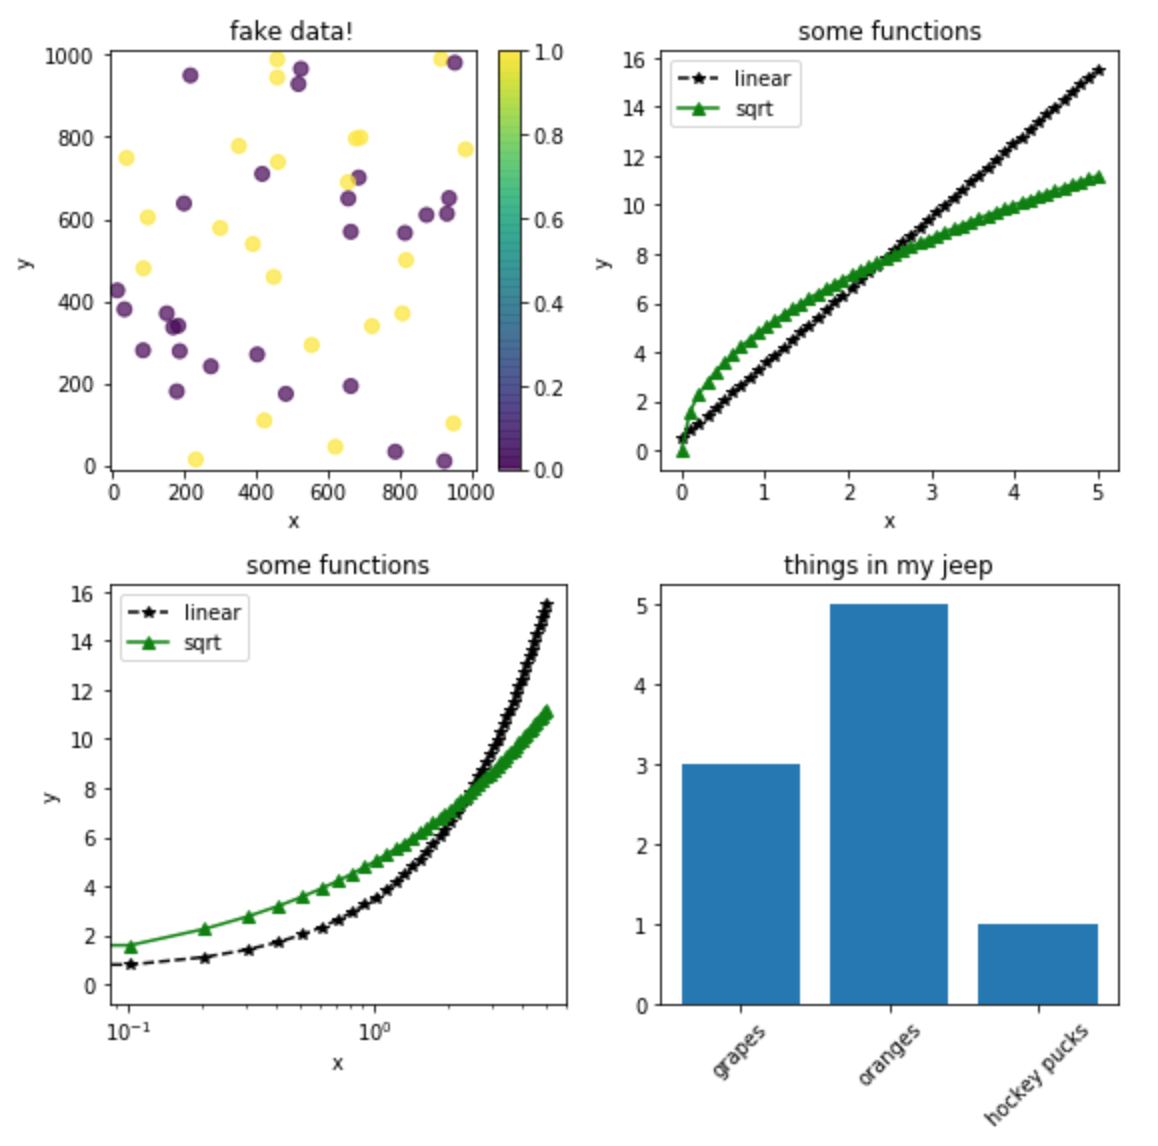 fake data!
1000
800
600
400
200
0
y
0 200 400 600 800 1000
x
1.0
0.8
0.6
0.4
0.2
0.0
some functions
linear
sqrt
16
14
12
10
8
6
4
2
0
y
0 1 2 3 4 5
x
some functions
linear
sqrt
16
14
12
10
8
6
4
2
0
y
10⁻¹ 10⁰
x
things in my jeep
5
4
3
2
1
0
grapes
oranges
hockey pucks